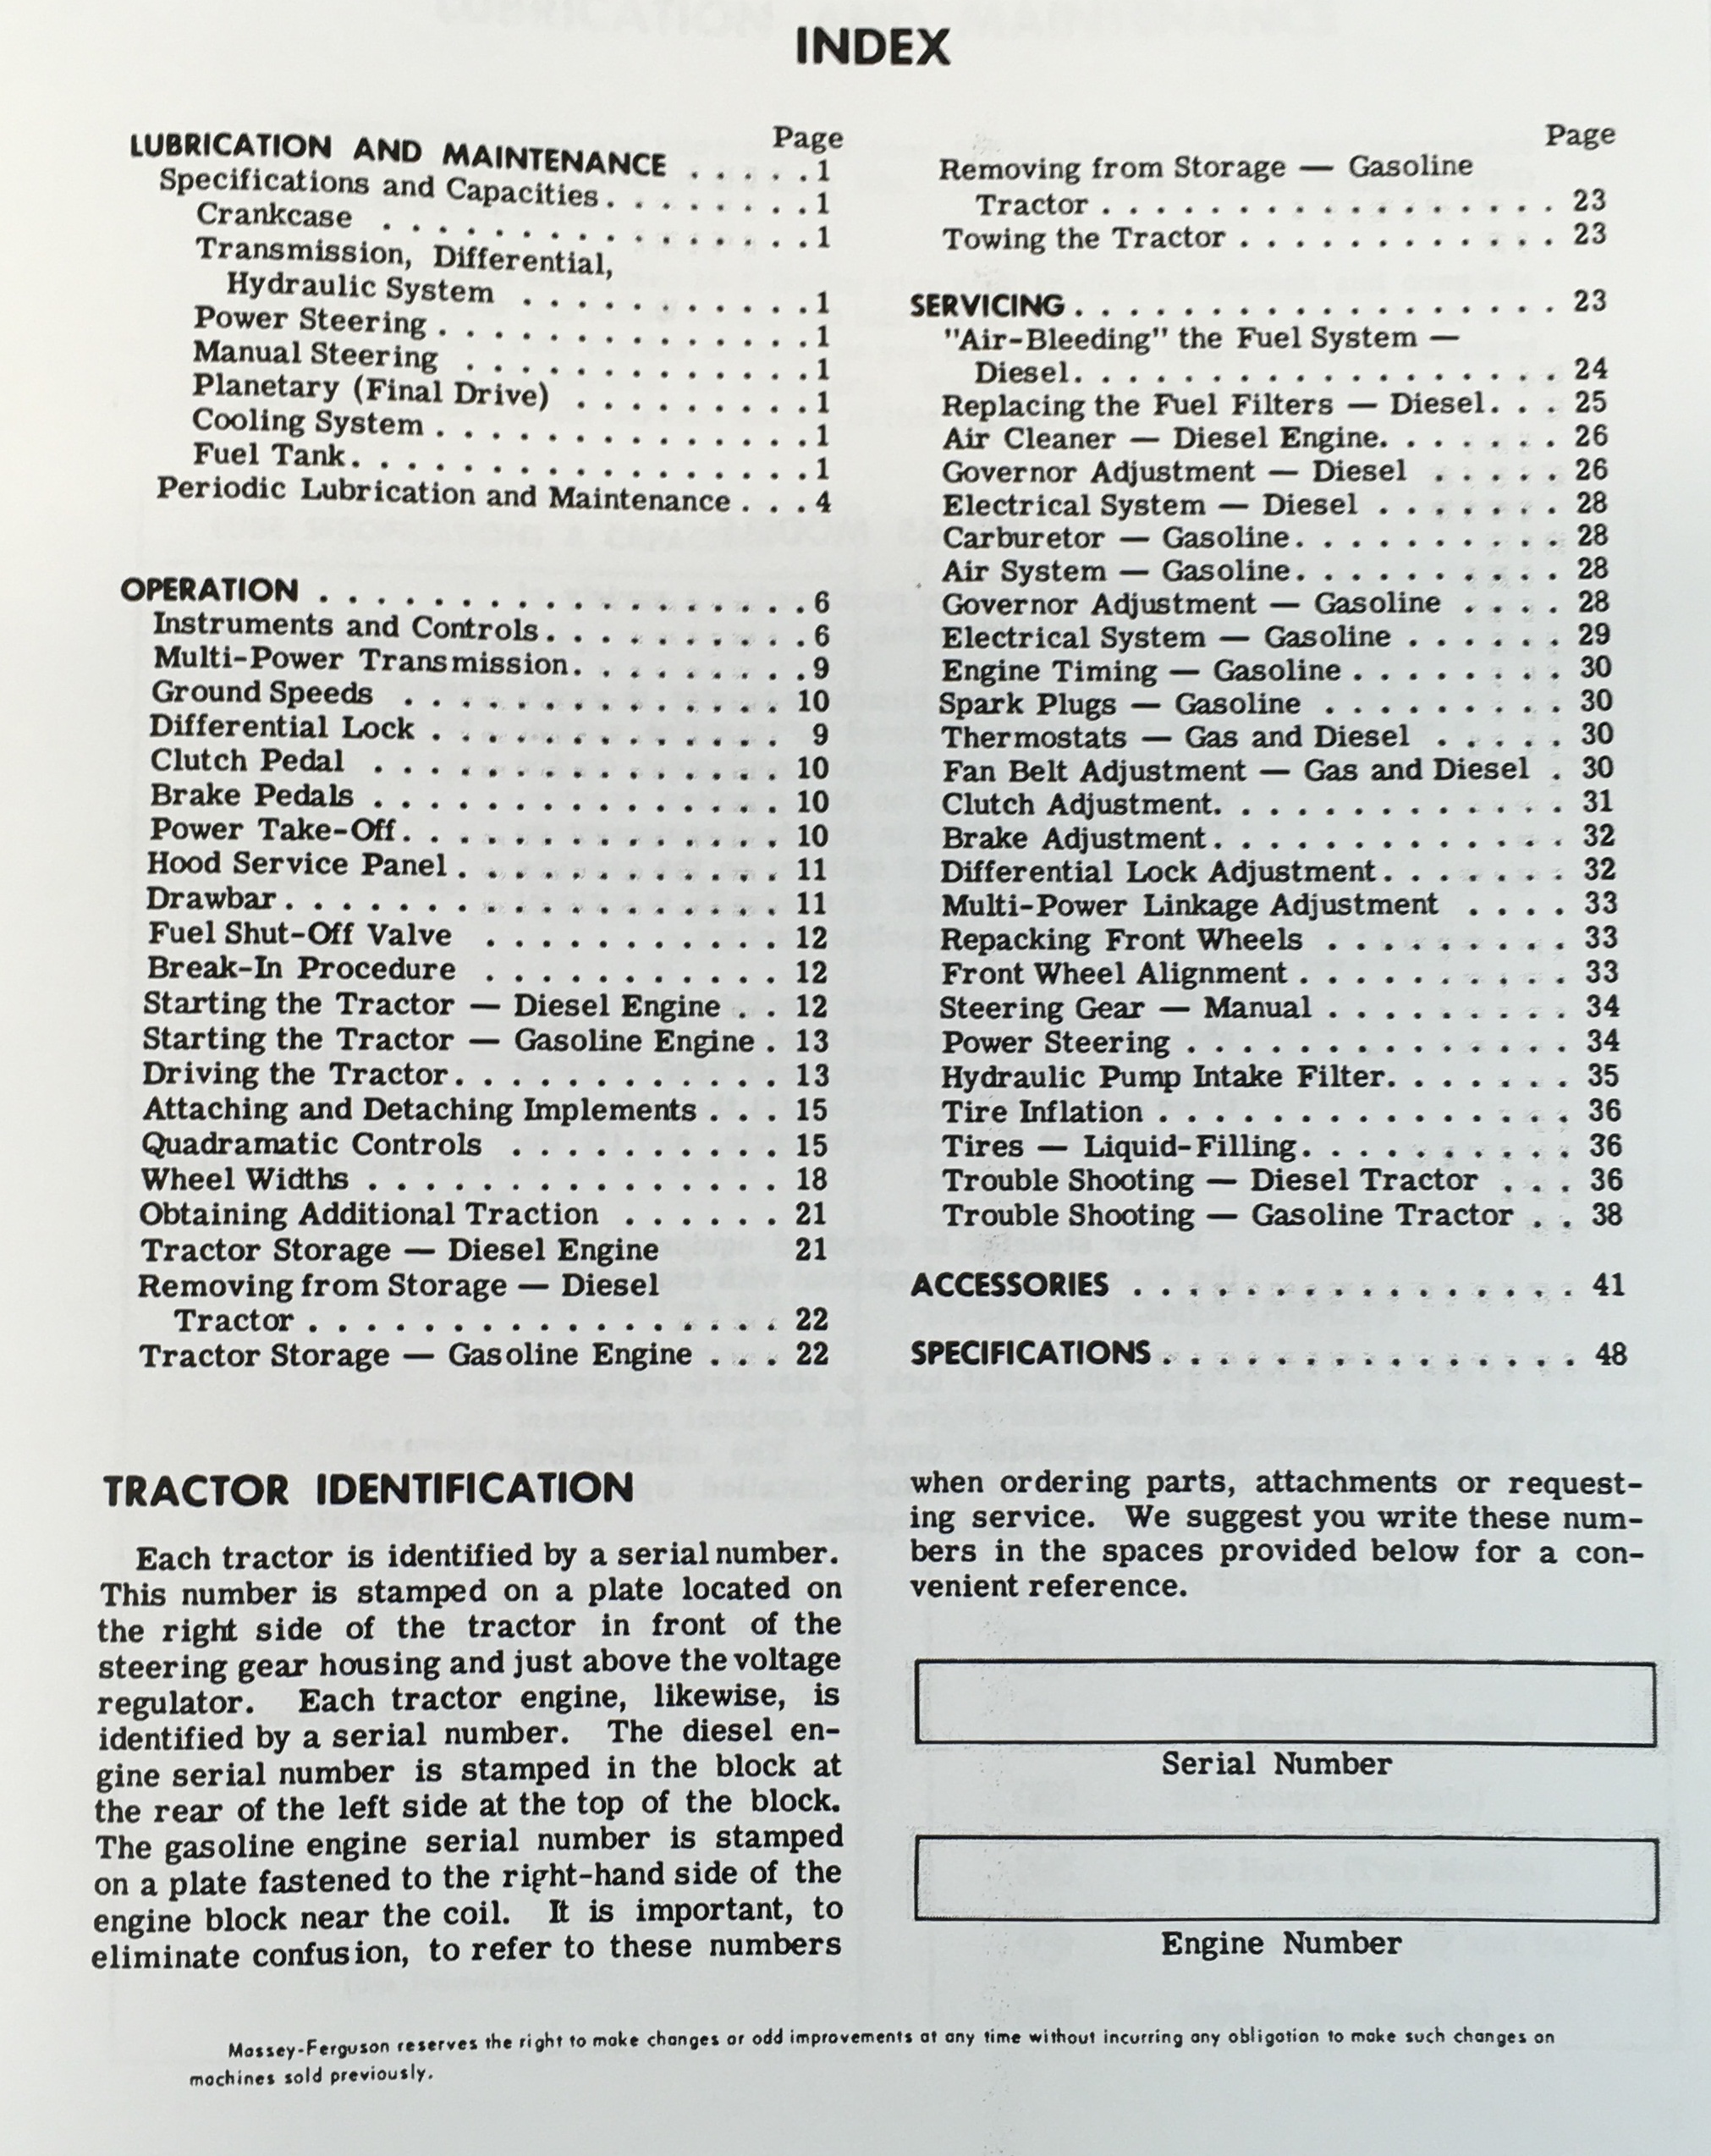 INDEX
Page
LUBRICATION AND MAINTENANCE . . . . . 1
Specifications and Capacities . . . . . . . . 1
Crankcase . . . . . . . . . . . . . . . . 1
Transmission, Differential,
Hydraulic System . . . . . . . . . . . 1
Power Steering . . . . . . . . . . . . . . 1
Manual Steering . . . . . . . . . . . . . 1
Planetary (Final Drive) . . . . . . . . . 1
Cooling System . . . . . . . . . . . . . . 1
Fuel Tank . . . . . . . . . . . . . . . . . 1
Periodic Lubrication and Maintenance . . . 4
OPERATION . . . . . . . . . . . . . . . . . . 6
Instruments and Controls . . . . . . . . . . 6
Multi-Power Transmission . . . . . . . . . 9
Ground Speeds . . . . . . . . . . . . . . 10
Differential Lock . . . . . . . . . . . . . 9
Clutch Pedal . . . . . . . . . . . . . . . 10
Brake Pedals . . . . . . . . . . . . . . . 10
Power Take-Off . . . . . . . . . . . . . . 10
Hood Service Panel . . . . . . . . . . . . 11
Drawbar . . . . . . . . . . . . . . . . . . 11
Fuel Shut-Off Valve . . . . . . . . . . . 12
Break-In Procedure . . . . . . . . . . . 12
Starting the Tractor — Diesel Engine . . 12
Starting the Tractor — Gasoline Engine . 13
Driving the Tractor . . . . . . . . . . . . 13
Attaching and Detaching Implements . . . 15
Quadramatic Controls . . . . . . . . . . 15
Wheel Widths . . . . . . . . . . . . . . . 18
Obtaining Additional Traction . . . . . . 21
Tractor Storage — Diesel Engine 21
Removing from Storage — Diesel
Tractor . . . . . . . . . . . . . . . . . 22
Tractor Storage — Gasoline Engine . . . 22
Page
Removing from Storage — Gasoline
Tractor . . . . . . . . . . . . . . . . 23
Towing the Tractor . . . . . . . . . . . . 23
SERVICING . . . . . . . . . . . . . . . . . . 23
"Air-Bleeding" the Fuel System —
Diesel . . . . . . . . . . . . . . . . . . 24
Replacing the Fuel Filters — Diesel . . . 25
Air Cleaner — Diesel Engine . . . . . . . 26
Governor Adjustment — Diesel . . . . . 26
Electrical System — Diesel . . . . . . . 28
Carburetor — Gasoline . . . . . . . . . . 28
Air System — Gasoline . . . . . . . . . . 28
Governor Adjustment — Gasoline . . . . 28
Electrical System — Gasoline . . . . . . 29
Engine Timing — Gasoline . . . . . . . . 30
Spark Plugs — Gasoline . . . . . . . . . 30
Thermostats — Gas and Diesel . . . . . 30
Fan Belt Adjustment — Gas and Diesel . 30
Clutch Adjustment . . . . . . . . . . . . . 31
Brake Adjustment . . . . . . . . . . . . . 32
Differential Lock Adjustment . . . . . . . 32
Multi-Power Linkage Adjustment . . . . 33
Repacking Front Wheels . . . . . . . . . 33
Front Wheel Alignment . . . . . . . . . . 33
Steering Gear — Manual . . . . . . . . . 34
Power Steering . . . . . . . . . . . . . . 34
Hydraulic Pump Intake Filter . . . . . . . 35
Tire Inflation . . . . . . . . . . . . . . . 36
Tires — Liquid-Filling . . . . . . . . . . 36
Trouble Shooting — Diesel Tractor . . . 36
Trouble Shooting — Gasoline Tractor . . 38
ACCESSORIES . . . . . . . . . . . . . . . . 41
SPECIFICATIONS . . . . . . . . . . . . . . . 48
TRACTOR IDENTIFICATION
Each tractor is identified by a serial number.
This number is stamped on a plate located on
the right side of the tractor in front of the
steering gear housing and just above the voltage
regulator. Each tractor engine, likewise, is
identified by a serial number. The diesel en-
gine serial number is stamped in the block at
the rear of the left side at the top of the block.
The gasoline engine serial number is stamped
on a plate fastened to the right-hand side of the
engine block near the coil. It is important, to
eliminate confusion, to refer to these numbers
when ordering parts, attachments or request-
ing service. We suggest you write these num-
bers in the spaces provided below for a con-
venient reference.
Serial Number
Engine Number
Massey-Ferguson reserves the right to make changes or odd improvements at any time without incurring any obligation to make such changes on
machines sold previously.